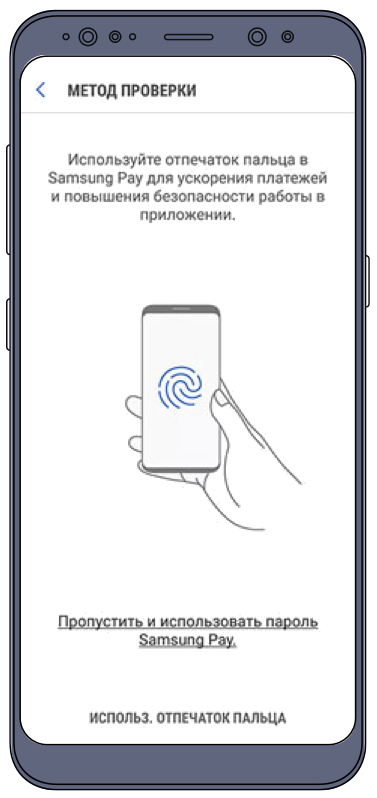 МЕТОД ПРОВЕРКИ
Используйте отпечаток пальца в
Samsung Pay для ускорения платежей
и повышения безопасности работы в
приложении.
Пропустить и использовать пароль
Samsung Pay.
ИСПОЛЬЗ. ОТПЕЧАТОК ПАЛЬЦА